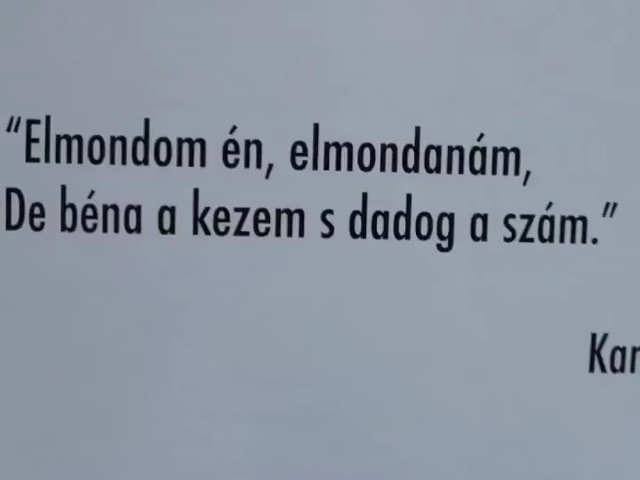 “Elmondom én, elmondanám,
De béna a kezem s dadog a szám.”